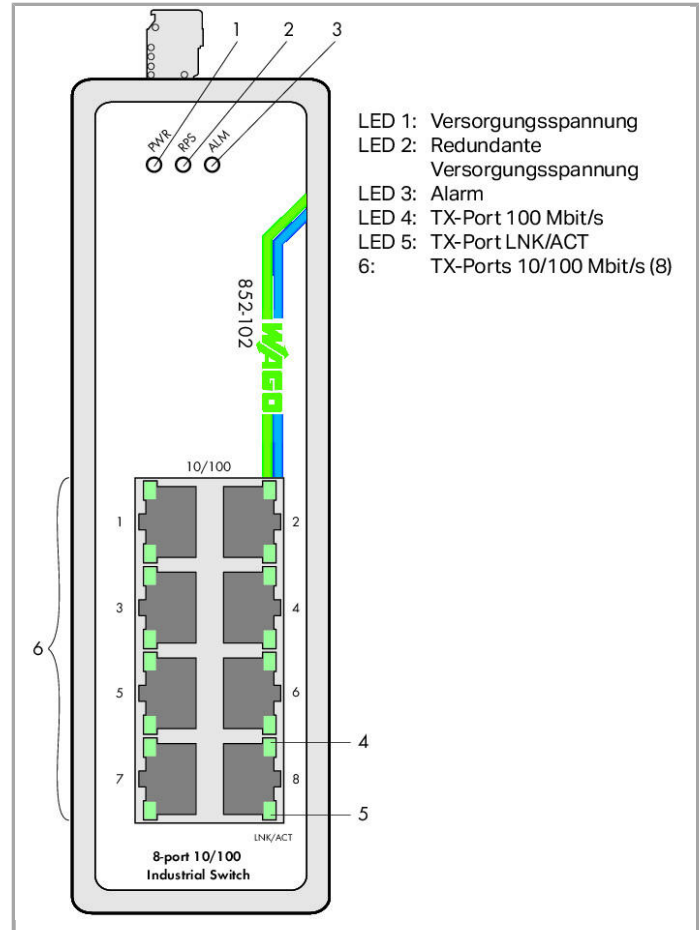 1 2 3
PWR RPS ALM
LED 1: Versorgungsspannung
LED 2: Redundante
Versorgungsspannung
LED 3: Alarm
LED 4: TX-Port 100 Mbit/s
LED 5: TX-Port LNK/ACT
6: TX-Ports 10/100 Mbit/s (8)
852-102
WAGO
10/100
1 2
3 4
6
5 6
4
7 8
5
LNK/ACT
8-port 10/100
Industrial Switch